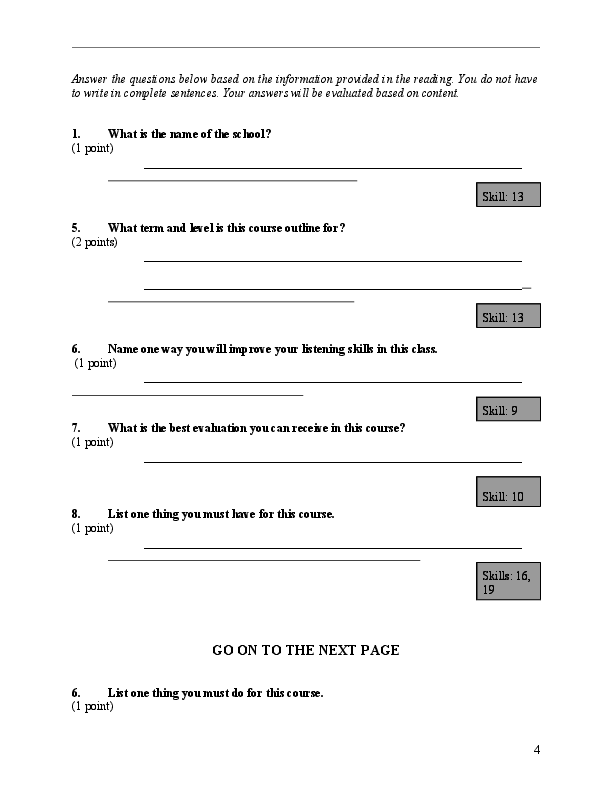 Answer the questions below based on the information provided in the reading. You do not have
to write in complete sentences. Your answers will be evaluated based on content.
1. What is the name of the school?
(1 point)
Skill: 13
5. What term and level is this course outline for?
(2 points)
Skill: 13
6. Name one way you will improve your listening skills in this class.
(1 point)
Skill: 9
7. What is the best evaluation you can receive in this course?
(1 point)
Skill: 10
8. List one thing you must have for this course.
(1 point)
Skills: 16,
19
GO ON TO THE NEXT PAGE
6. List one thing you must do for this course.
(1 point)
4